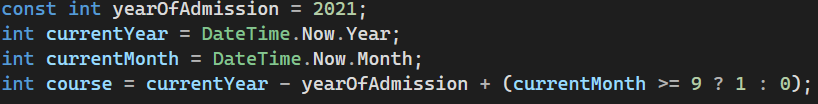 const int yearOfAdmission = 2021;
int currentYear = DateTime.Now.Year;
int currentMonth = DateTime.Now.Month;
int course = currentYear - yearOfAdmission + (currentMonth >= 9 ? 1 : 0);